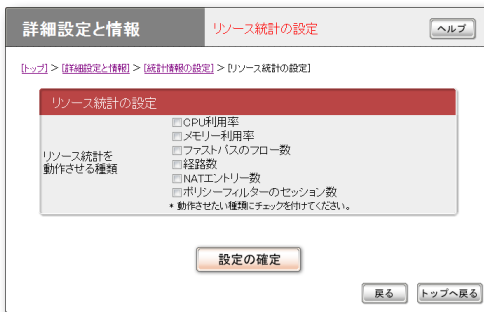 詳細設定と情報
リソース統計の設定
ヘルプ
[トップ] > [詳細設定と情報] > [統計情報の設定] > [リソース統計の設定]
リソース統計の設定
リソース統計を
動作させる種類
CPU利用率
メモリー利用率
ファストパスのフロー数
経路数
NATエントリー数
ポリシーフィルターのセッション数
* 動作させたい種類にチェックを付けてください。
設定の確定
戻る
トップへ戻る